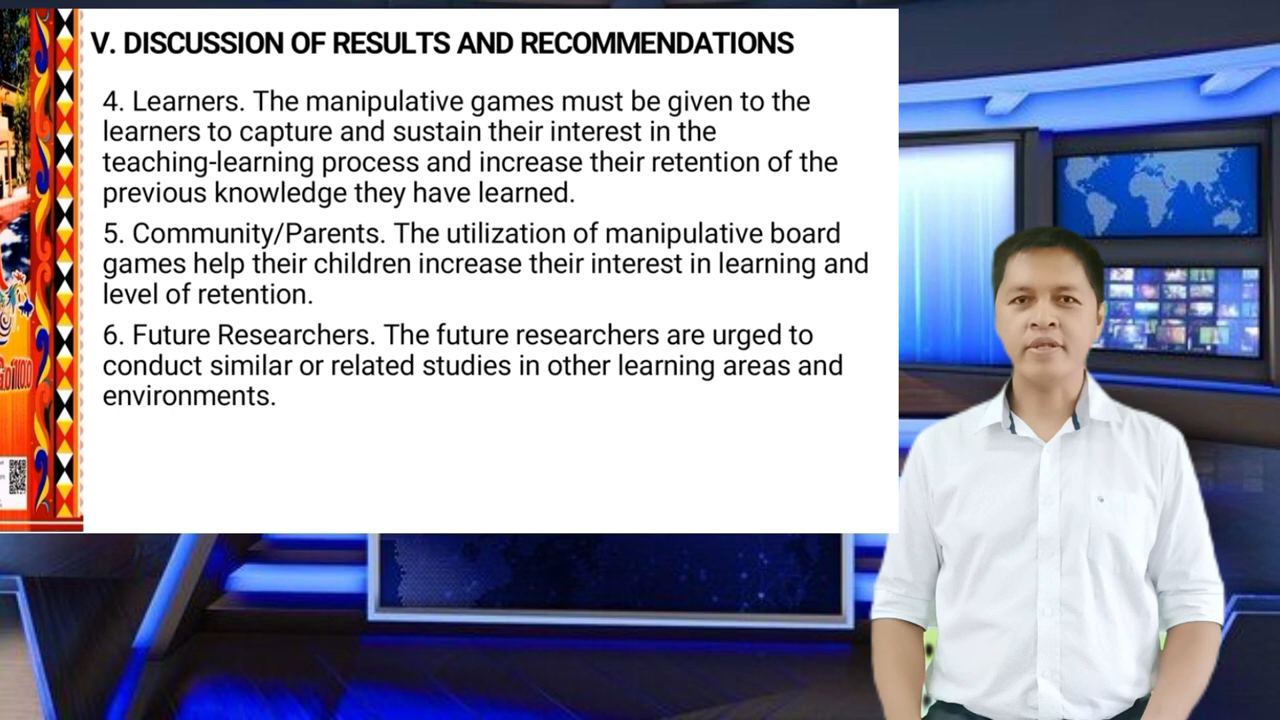 V. DISCUSSION OF RESULTS AND RECOMMENDATIONS
4. Learners. The manipulative games must be given to the
learners to capture and sustain their interest in the
teaching-learning process and increase their retention of the
previous knowledge they have learned.
5. Community/Parents. The utilization of manipulative board
games help their children increase their interest in learning and
level of retention.
6. Future Researchers. The future researchers are urged to
conduct similar or related studies in other learning areas and
environments.